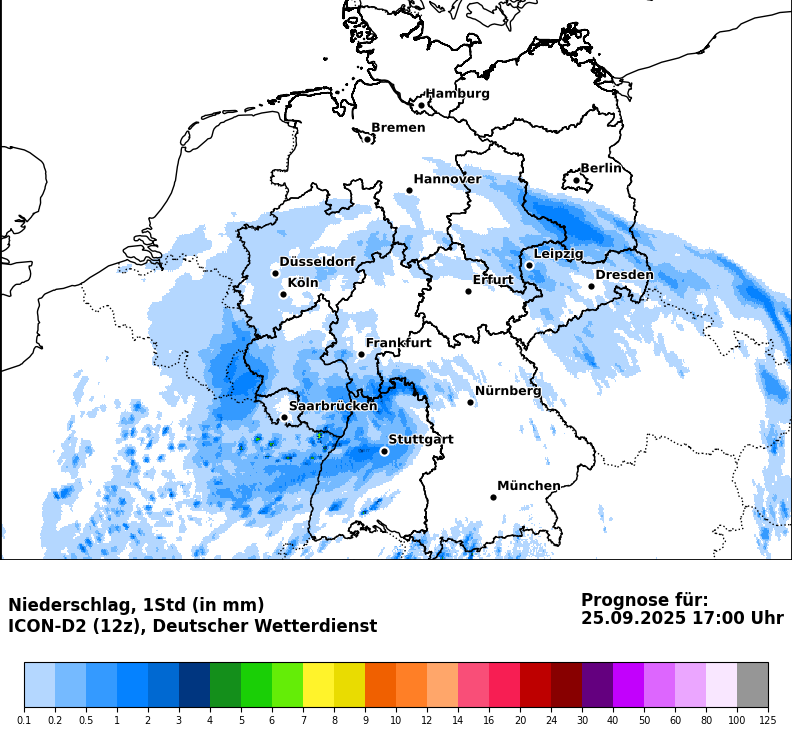 Hamburg
Bremen
Berlin
Hannover
Leipzig
Düsseldorf
Dresden
Köln
Erfurt
Frankfurt
Nürnberg
Saarbrücken
Stuttgart
München
Niederschlag, 1Std (in mm)
ICON-D2 (12z), Deutscher Wetterdienst
Prognose für:
25.09.2025 17:00 Uhr
0.1 0.2 0.5 1 2 3 4 5 6 7 8 9 10 12 14 16 20 24 30 40 50 60 80 100 125